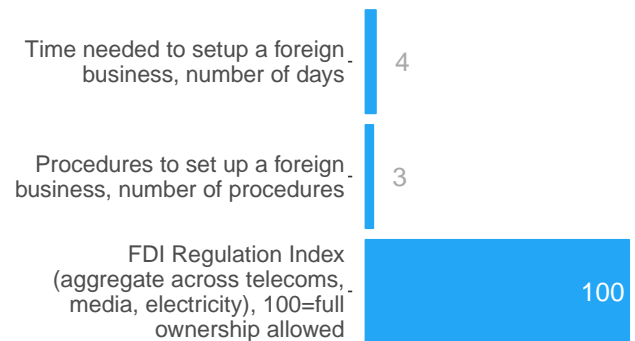 Time needed to setup a foreign
business, number of days
4
Procedures to set up a foreign
business, number of procedures
3
FDI Regulation Index
(aggregate across telecoms,
media, electricity), 100=full
ownership allowed
100